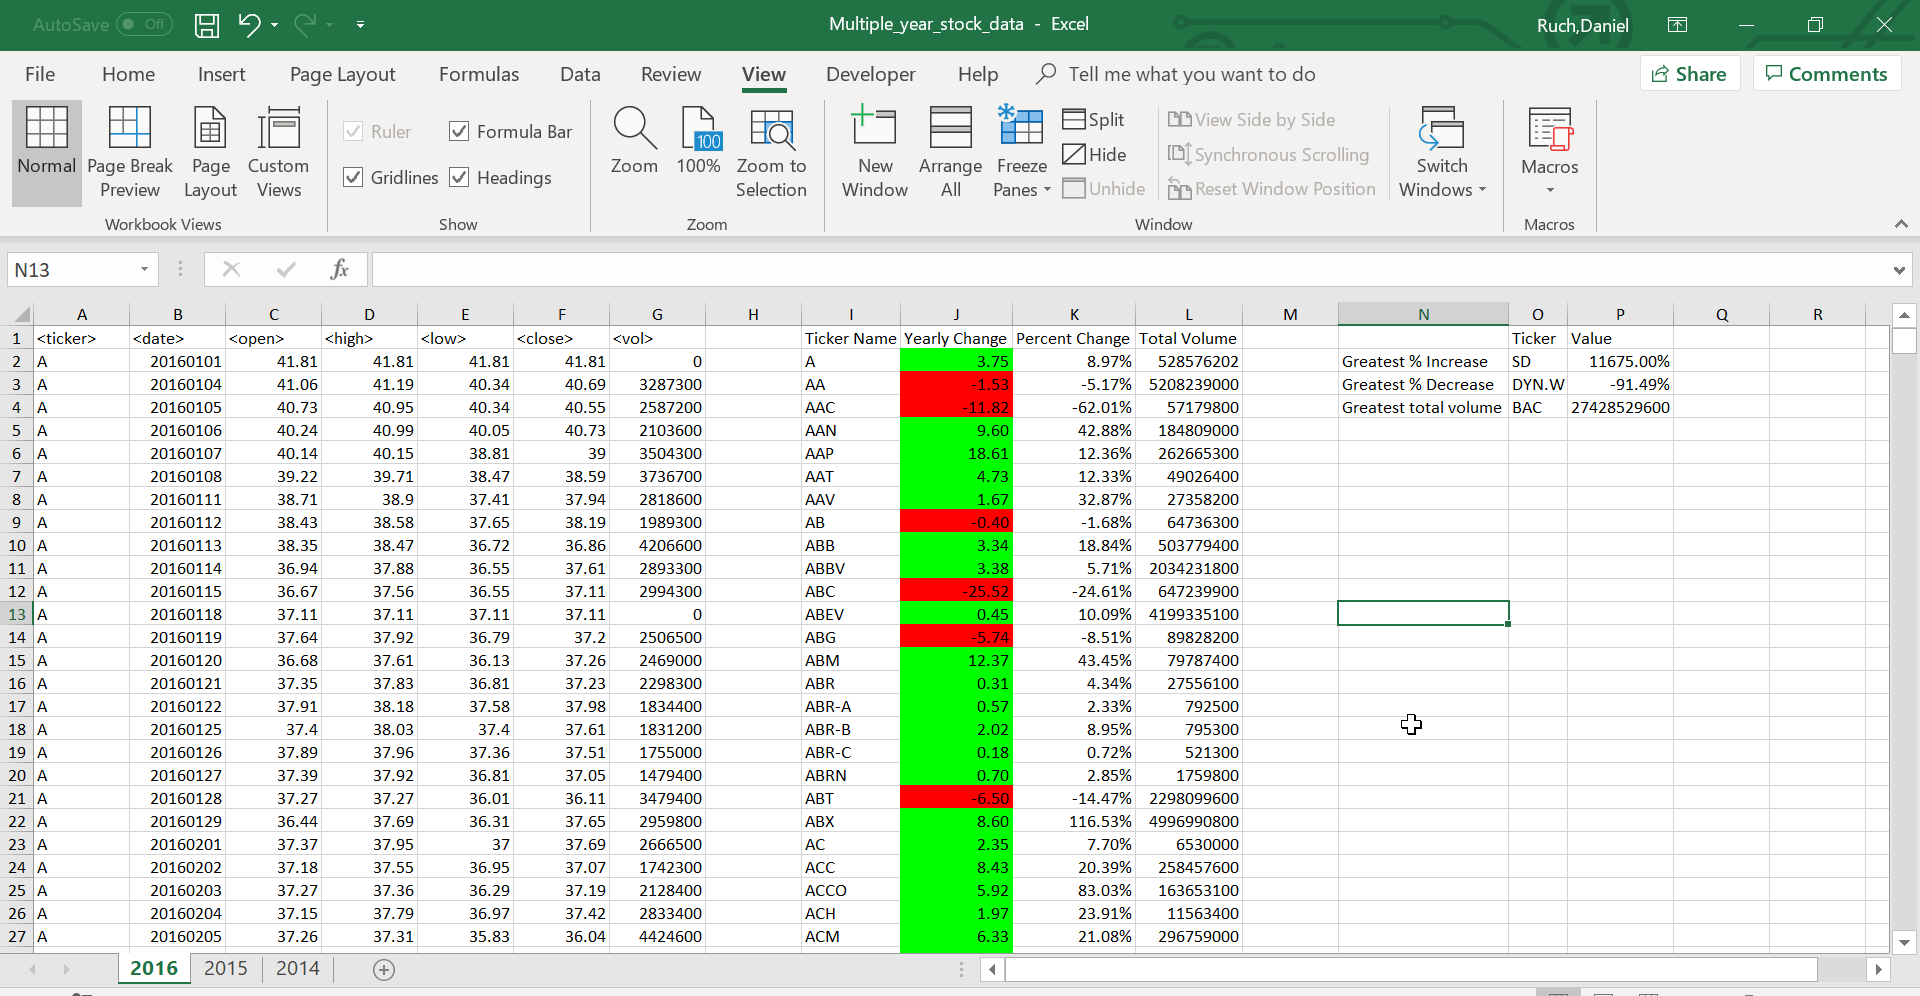 AutoSave Off Multiple_year_stock_data - Excel Ruch,Daniel
File Home Insert Page Layout Formulas Data Review View Developer Help Tell me what you want to do Share Comments
Normal Page Break Preview Page Layout Custom Views
Workbook Views
Ruler Formula Bar
Gridlines Headings
Show
Zoom 100% Zoom to Selection
Zoom
New Window Arrange All Freeze Panes
Split View Side by Side
Hide Synchronous Scrolling
Unhide Reset Window Position
Switch Windows
Window
Macros
Macros
N13 fx
A B C D E F G H I J K L M N O P Q R
1 <ticker> <date> <open> <high> <low> <close> <vol> Ticker Name Yearly Change Percent Change Total Volume Ticker Value
2 A 20160101 41.81 41.81 41.81 41.81 0 A 3.75 8.97% 528576202 Greatest % Increase SD 11675.00%
3 A 20160104 41.06 41.19 40.34 40.69 3287300 AA -1.53 -5.17% 5208239000 Greatest % Decrease DYN.W -91.49%
4 A 20160105 40.73 40.95 40.34 40.55 2587200 AAC -11.82 -62.01% 57179800 Greatest total volume BAC 27428529600
5 A 20160106 40.24 40.99 40.05 40.73 2103600 AAN 9.60 42.88% 184809000
6 A 20160107 40.14 40.15 38.81 39 3504300 AAP 18.61 12.36% 262665300
7 A 20160108 39.22 39.71 38.47 38.59 3736700 AAT 4.73 12.33% 49026400
8 A 20160111 38.71 38.9 37.41 37.94 2818600 AAV 1.67 32.87% 27358200
9 A 20160112 38.43 38.58 37.65 38.19 1989300 AB -0.40 -1.68% 64736300
10 A 20160113 38.35 38.47 36.72 36.86 4206600 ABB 3.34 18.84% 503779400
11 A 20160114 36.94 37.88 36.55 37.61 2893300 ABBV 3.38 5.71% 2034231800
12 A 20160115 36.67 37.56 36.55 37.11 2994300 ABC -25.52 -24.61% 647239900
13 A 20160118 37.11 37.11 37.11 37.11 0 ABEV 0.45 10.09% 4199335100
14 A 20160119 37.64 37.92 36.79 37.2 2506500 ABG -5.74 -8.51% 89828200
15 A 20160120 36.68 37.61 36.13 37.26 2469000 ABM 12.37 43.45% 79787400
16 A 20160121 37.35 37.83 36.81 37.23 2298300 ABR 0.31 4.34% 27556100
17 A 20160122 37.91 38.18 37.58 37.98 1834400 ABR-A 0.57 2.33% 792500
18 A 20160125 37.4 38.03 37.4 37.61 1831200 ABR-B 2.02 8.95% 795300
19 A 20160126 37.89 37.96 37.36 37.51 1755000 ABR-C 0.18 0.72% 521300
20 A 20160127 37.39 37.92 36.81 37.05 1479400 ABRN 0.70 2.85% 1759800
21 A 20160128 37.27 37.27 36.01 36.11 3479400 ABT -6.50 -14.47% 2298099600
22 A 20160129 36.44 37.69 36.31 37.65 2959800 ABX 8.60 116.53% 4996990800
23 A 20160201 37.37 37.95 37 37.69 2666500 AC 2.35 7.70% 6530000
24 A 20160202 37.18 37.55 36.95 37.07 1742300 ACC 8.43 20.39% 258457600
25 A 20160203 37.27 37.36 36.29 37.19 2128400 ACCO 5.92 83.03% 163653100
26 A 20160204 37.15 37.79 36.97 37.42 2833400 ACH 1.97 23.91% 11563400
27 A 20160205 37.26 37.31 35.83 36.04 4424600 ACM 6.33 21.08% 296759000
2016 2015 2014